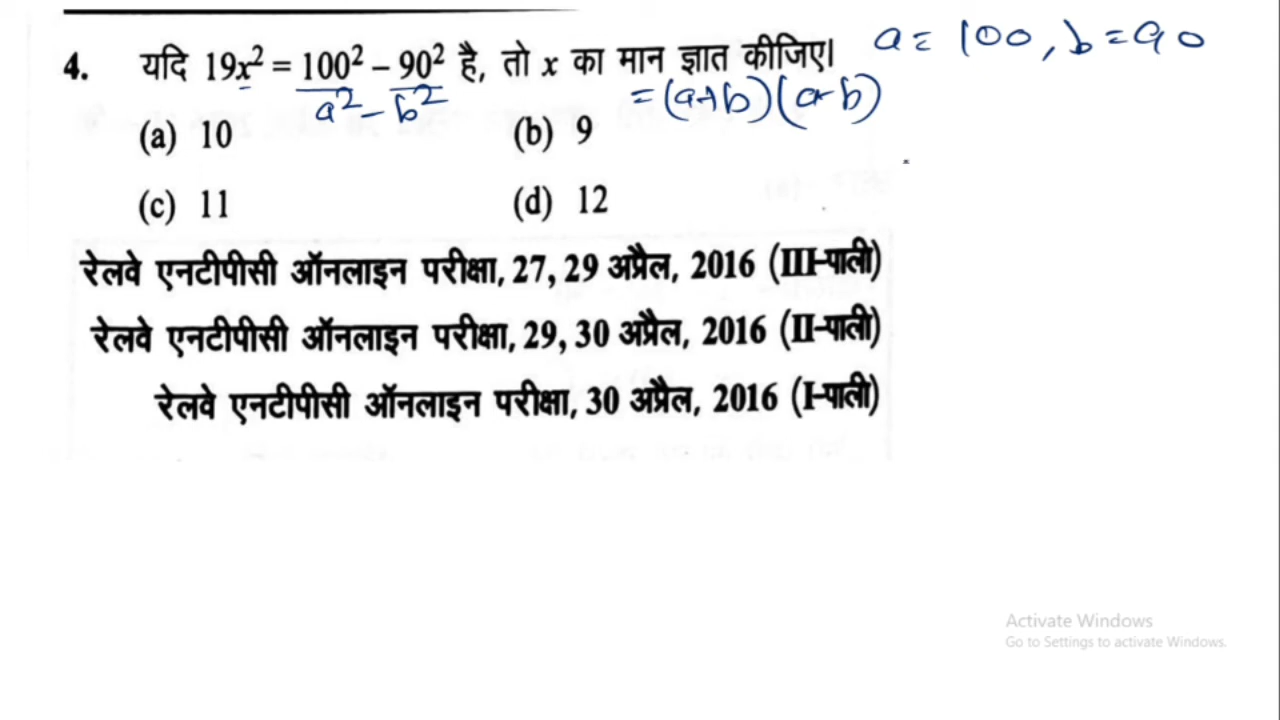 4. यदि 19x² = 100² – 90² है, तो x का मान ज्ञात कीजिए। a = 100, b = 90
a² – b² = (a+b)(a-b)
(a) 10 (b) 9
(c) 11 (d) 12
रेलवे एनटीपीसी ऑनलाइन परीक्षा, 27, 29 अप्रैल, 2016 (III-पाली)
रेलवे एनटीपीसी ऑनलाइन परीक्षा, 29, 30 अप्रैल, 2016 (II-पाली)
रेलवे एनटीपीसी ऑनलाइन परीक्षा, 30 अप्रैल, 2016 (I-पाली)
Activate Windows
Go to Settings to activate Windows.